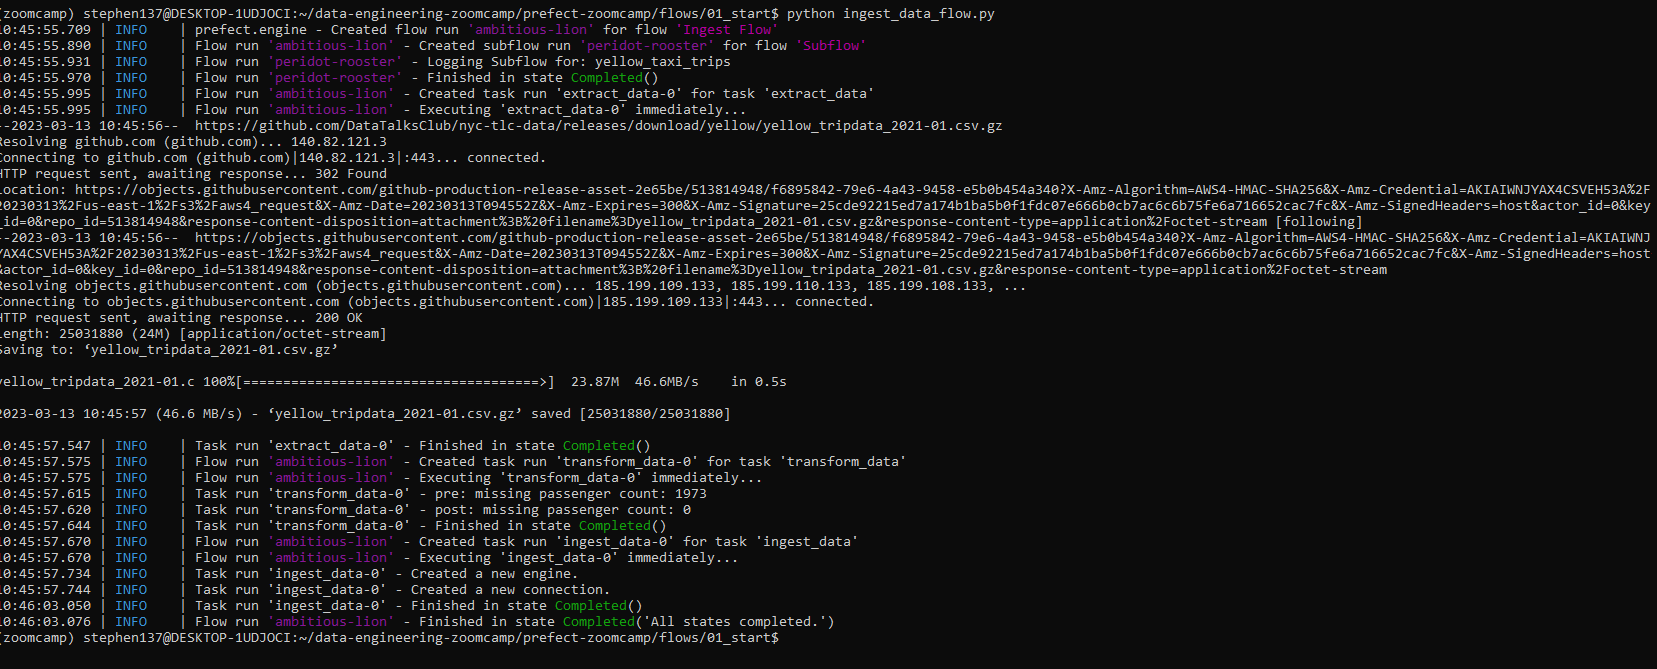 (zoomcamp) stephen137@DESKTOP-1UDJOCI:~/data-engineering-zoomcamp/prefect-zoomcamp/flows/01_start$ python ingest_data_flow.py
10:45:55.709 | INFO    | prefect.engine - Created flow run 'ambitious-lion' for flow 'Ingest Flow'
10:45:55.890 | INFO    | Flow run 'ambitious-lion' - Created subflow run 'peridot-rooster' for flow 'Subflow'
10:45:55.931 | INFO    | Flow run 'peridot-rooster' - Logging Subflow for: yellow_taxi_trips
10:45:55.970 | INFO    | Flow run 'peridot-rooster' - Finished in state Completed()
10:45:55.995 | INFO    | Flow run 'ambitious-lion' - Created task run 'extract_data-0' for task 'extract_data'
10:45:55.995 | INFO    | Flow run 'ambitious-lion' - Executing 'extract_data-0' immediately...
--2023-03-13 10:45:56--  https://github.com/DataTalksClub/nyc-tlc-data/releases/download/yellow/yellow_tripdata_2021-01.csv.gz
Resolving github.com (github.com)... 140.82.121.3
Connecting to github.com (github.com)|140.82.121.3|:443... connected.
HTTP request sent, awaiting response... 302 Found
Location: https://objects.githubusercontent.com/github-production-release-asset-2e65be/513814948/f6895842-79e6-4a43-9458-e5b0b454a340?X-Amz-Algorithm=AWS4-HMAC-SHA256&X-Amz-Credential=AKIAIWNJYAX4CSVEH53A%2F
20230313%2Fus-east-1%2Fs3%2Faws4_request&X-Amz-Date=20230313T094552Z&X-Amz-Expires=300&X-Amz-Signature=25cde92215ed7a174b1ba5b0f1fdc07e666b0cb7ac6c6b75fe6a716652cac7fc&X-Amz-SignedHeaders=host&actor_id=0&key
_id=0&repo_id=513814948&response-content-disposition=attachment%3B%20filename%3Dyellow_tripdata_2021-01.csv.gz&response-content-type=application%2Foctet-stream [following]
--2023-03-13 10:45:56--  https://objects.githubusercontent.com/github-production-release-asset-2e65be/513814948/f6895842-79e6-4a43-9458-e5b0b454a340?X-Amz-Algorithm=AWS4-HMAC-SHA256&X-Amz-Credential=AKIAIWNJ
YAX4CSVEH53A%2F20230313%2Fus-east-1%2Fs3%2Faws4_request&X-Amz-Date=20230313T094552Z&X-Amz-Expires=300&X-Amz-Signature=25cde92215ed7a174b1ba5b0f1fdc07e666b0cb7ac6c6b75fe6a716652cac7fc&X-Amz-SignedHeaders=host
&actor_id=0&key_id=0&repo_id=513814948&response-content-disposition=attachment%3B%20filename%3Dyellow_tripdata_2021-01.csv.gz&response-content-type=application%2Foctet-stream
Resolving objects.githubusercontent.com (objects.githubusercontent.com)... 185.199.109.133, 185.199.110.133, 185.199.108.133, ...
Connecting to objects.githubusercontent.com (objects.githubusercontent.com)|185.199.109.133|:443... connected.
HTTP request sent, awaiting response... 200 OK
Length: 25031880 (24M) [application/octet-stream]
Saving to: ‘yellow_tripdata_2021-01.csv.gz’
yellow_tripdata_2021-01.c 100%[=====================================>]  23.87M  46.6MB/s    in 0.5s
2023-03-13 10:45:57 (46.6 MB/s) - ‘yellow_tripdata_2021-01.csv.gz’ saved [25031880/25031880]
10:45:57.547 | INFO    | Task run 'extract_data-0' - Finished in state Completed()
10:45:57.575 | INFO    | Flow run 'ambitious-lion' - Created task run 'transform_data-0' for task 'transform_data'
10:45:57.575 | INFO    | Flow run 'ambitious-lion' - Executing 'transform_data-0' immediately...
10:45:57.615 | INFO    | Task run 'transform_data-0' - pre: missing passenger count: 1973
10:45:57.620 | INFO    | Task run 'transform_data-0' - post: missing passenger count: 0
10:45:57.644 | INFO    | Task run 'transform_data-0' - Finished in state Completed()
10:45:57.670 | INFO    | Flow run 'ambitious-lion' - Created task run 'ingest_data-0' for task 'ingest_data'
10:45:57.670 | INFO    | Flow run 'ambitious-lion' - Executing 'ingest_data-0' immediately...
10:45:57.734 | INFO    | Task run 'ingest_data-0' - Created a new engine.
10:45:57.744 | INFO    | Task run 'ingest_data-0' - Created a new connection.
10:46:03.050 | INFO    | Task run 'ingest_data-0' - Finished in state Completed()
10:46:03.076 | INFO    | Flow run 'ambitious-lion' - Finished in state Completed('All states completed.')
(zoomcamp) stephen137@DESKTOP-1UDJOCI:~/data-engineering-zoomcamp/prefect-zoomcamp/flows/01_start$